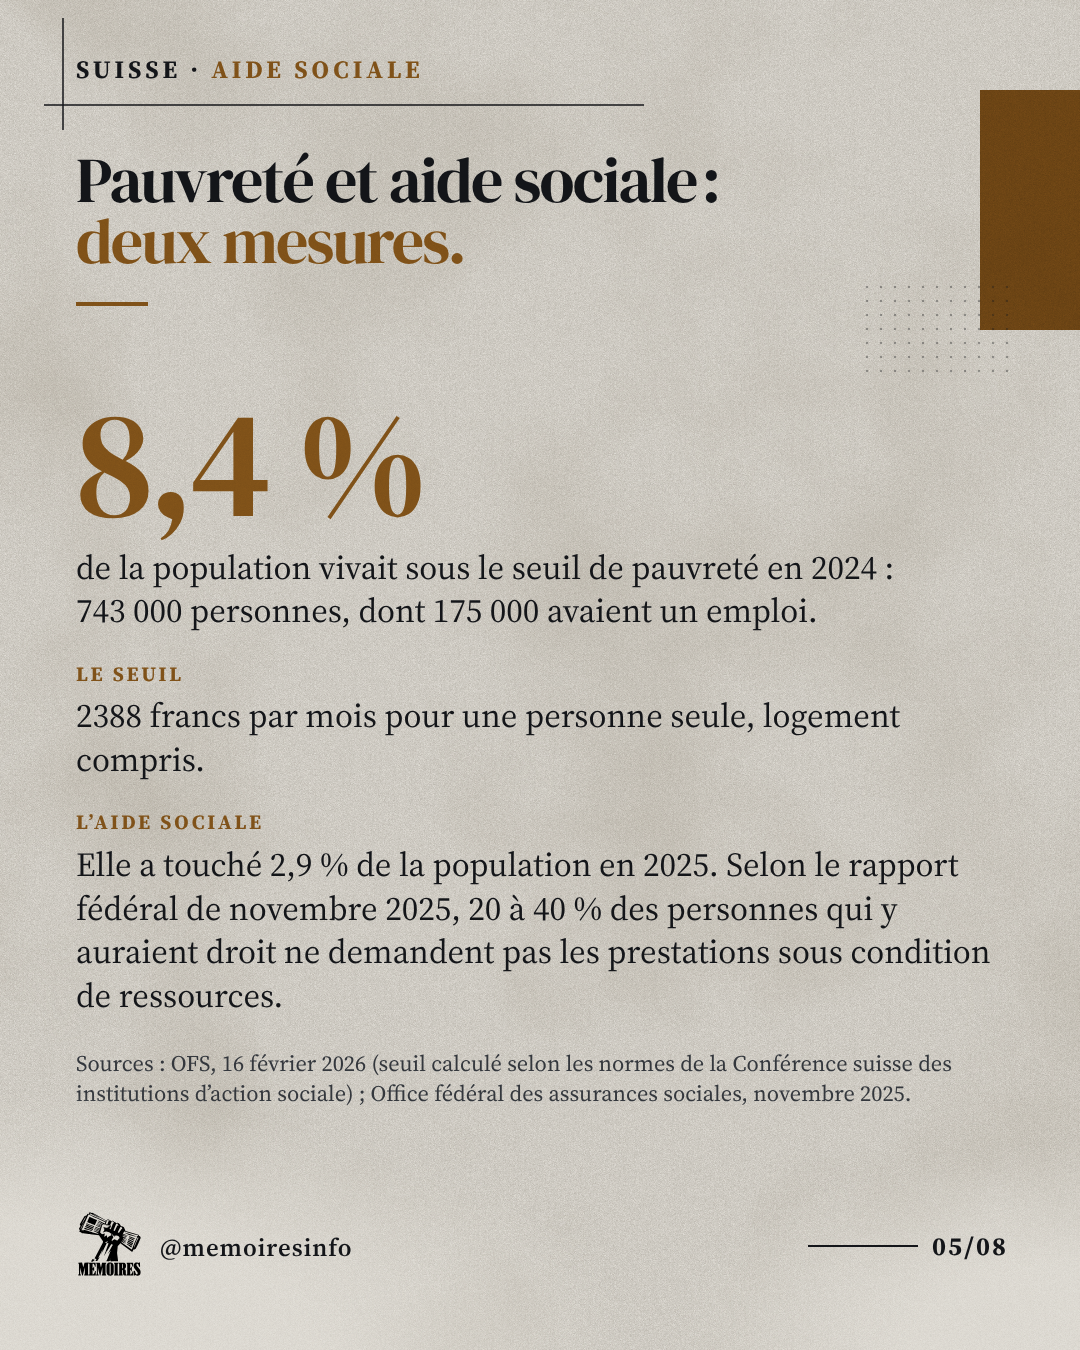 SUISSE · AIDE SOCIALE
Pauvreté et aide sociale :
deux mesures.
8,4 %
de la population vivait sous le seuil de pauvreté en 2024 :
743 000 personnes, dont 175 000 avaient un emploi.
LE SEUIL
2388 francs par mois pour une personne seule, logement
compris.
L’AIDE SOCIALE
Elle a touché 2,9 % de la population en 2025. Selon le rapport
fédéral de novembre 2025, 20 à 40 % des personnes qui y
auraient droit ne demandent pas les prestations sous condition
de ressources.
Sources : OFS, 16 février 2026 (seuil calculé selon les normes de la Conférence suisse des
institutions d’action sociale) ; Office fédéral des assurances sociales, novembre 2025.
MÉMOIRES
@memoiresinfo
05/08